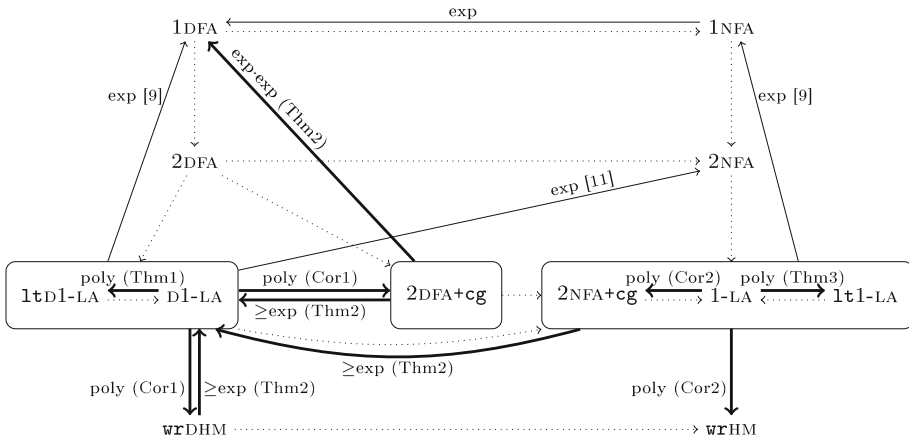 exp
1DFA 1NFA
exp·exp (Thm2)
exp [9] exp [9]
2DFA 2NFA
exp [11]
poly (Thm1) poly (Cor1) poly (Cor2) poly (Thm3)
ltD1-LA D1-LA 2DFA+cg 2NFA+cg 1-LA lt1-LA
≥exp (Thm2)
≥exp (Thm2)
poly (Cor1) ≥exp (Thm2) poly (Cor2)
wrDHM wrHM